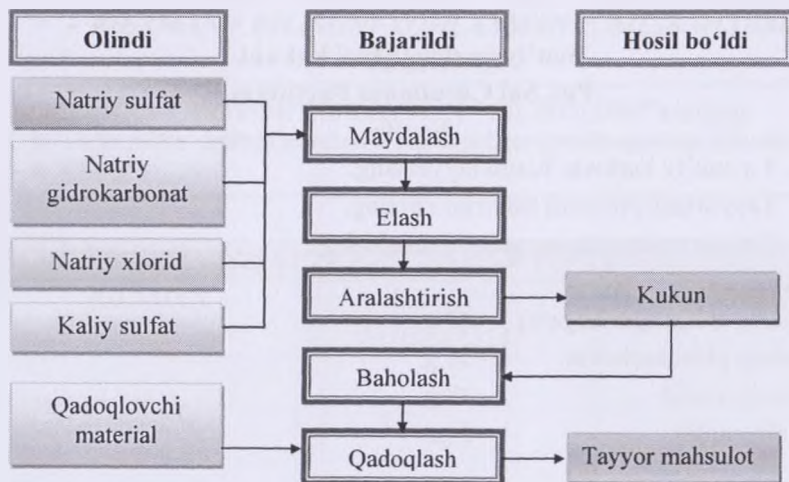 Olindi
Bajarildi
Hosil bo‘ldi
Natriy sulfat
Natriy
gidrokarbonat
Natriy xlorid
Kaliy sulfat
Qadoqlovchi
material
Maydalash
Elash
Aralashtirish
Baholash
Qadoqlash
Kukun
Tayyor mahsulot